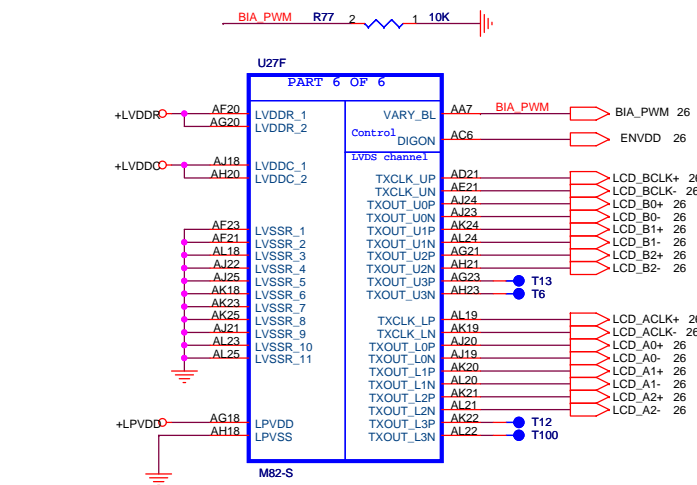 BIA_PWM R77 2 1 10K
U27F
PART 6 OF 6
+LVDDR AF20 LVDDR_1 VARY_BL AA7 BIA_PWM BIA_PWM 26
AG20 LVDDR_2
Control DIGON AC6 ENVDD 26
LVDS channel
+LVDDC AJ18 LVDDC_1
AH20 LVDDC_2 TXCLK_UP AD21 LCD_BCLK+ 26
TXCLK_UN AE21 LCD_BCLK- 26
TXOUT_U0P AJ24 LCD_B0+ 26
TXOUT_U0N AJ23 LCD_B0- 26
AF23 LVSSR_1 TXOUT_U1P AK24 LCD_B1+ 26
AF21 LVSSR_2 TXOUT_U1N AL24 LCD_B1- 26
AL18 LVSSR_3 TXOUT_U2P AG21 LCD_B2+ 26
AJ22 LVSSR_4 TXOUT_U2N AH21 LCD_B2- 26
AJ25 LVSSR_5 TXOUT_U3P AG23 T13
AK18 LVSSR_6 TXOUT_U3N AH23 T6
AK23 LVSSR_7
AK25 LVSSR_8 TXCLK_LP AL19 LCD_ACLK+ 26
AJ21 LVSSR_9 TXCLK_LN AK19 LCD_ACLK- 26
AL23 LVSSR_10 TXOUT_L0P AJ20 LCD_A0+ 26
AL25 LVSSR_11 TXOUT_L0N AJ19 LCD_A0- 26
TXOUT_L1P AK20 LCD_A1+ 26
TXOUT_L1N AL20 LCD_A1- 26
TXOUT_L2P AK21 LCD_A2+ 26
TXOUT_L2N AL21 LCD_A2- 26
+LPVDD AG18 LPVDD TXOUT_L3P AK22 T12
AH18 LPVSS TXOUT_L3N AL22 T100
M82-S